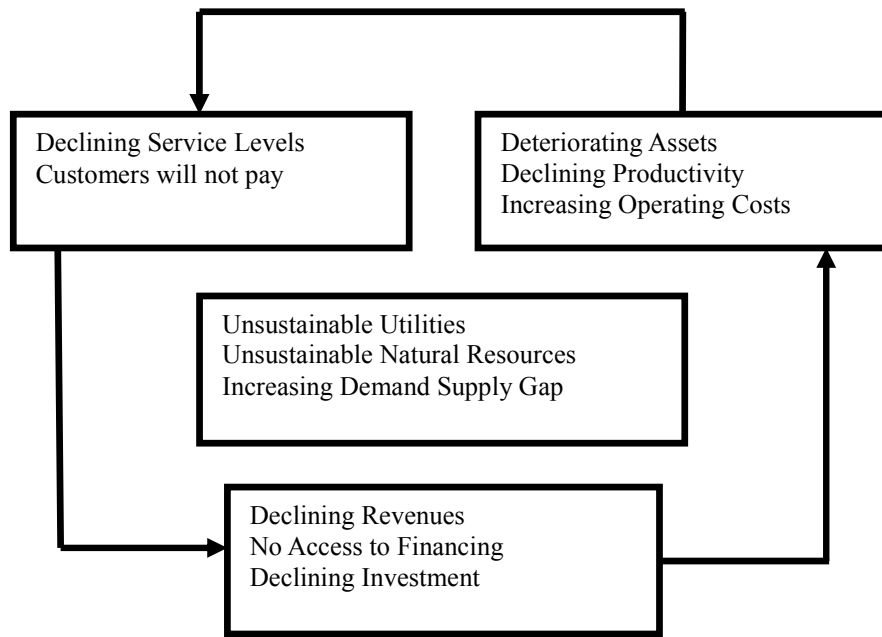 Declining Service Levels
Customers will not pay
Deteriorating Assets
Declining Productivity
Increasing Operating Costs
Unsustainable Utilities
Unsustainable Natural Resources
Increasing Demand Supply Gap
Declining Revenues
No Access to Financing
Declining Investment